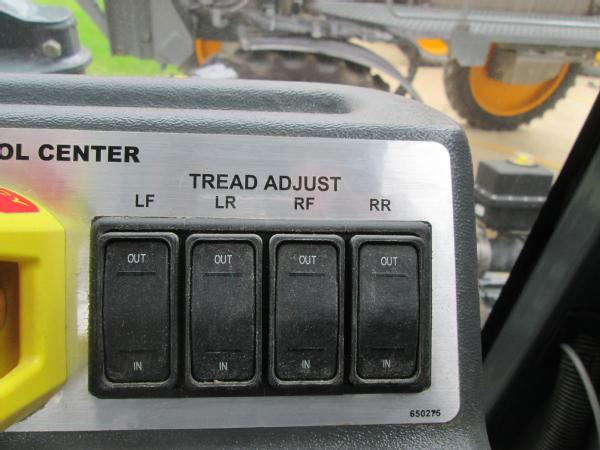 OL CENTER
TREAD ADJUST
LF LR RF RR
OUT OUT OUT OUT
IN IN IN IN
650275